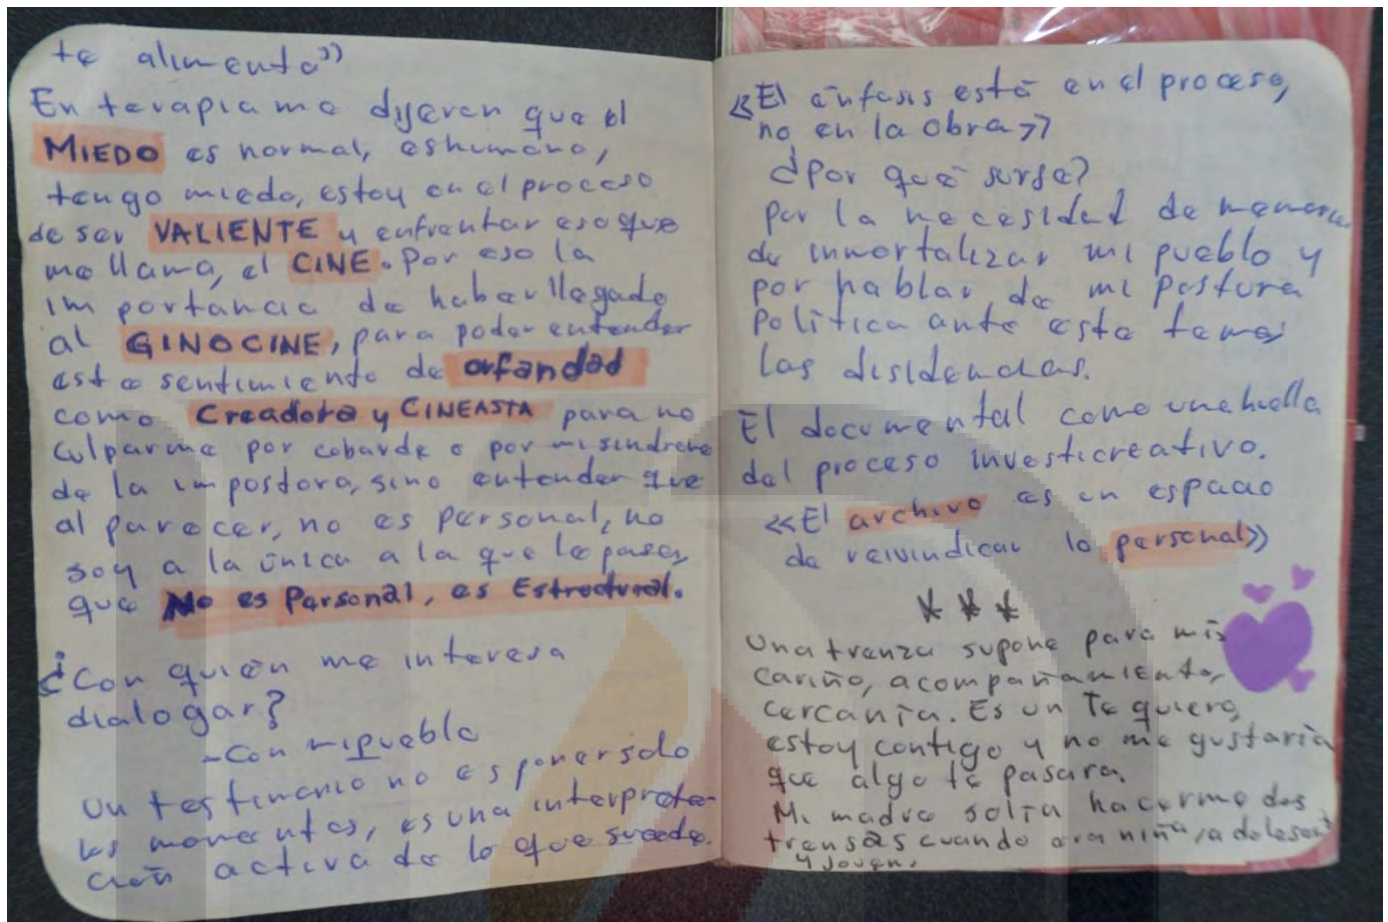 te alimenta»
En terapia me dijeron que el
MIEDO es normal, es humano,
tengo miedo, estoy en el proceso
de ser VALIENTE y enfrentar eso que
me llama, el CINE. Por eso la
importancia de haber llegado
al GINOCINE, para poder entender
este sentimiento de orfandad
como Creadora y CINEASTA para no
culparme por cobarde o por mi sindrome
de la impostora, sino entender que
al parecer, no es personal, no
soy a la única a la que le pasa,
que No es Personal, es Estructural.
¿Con quién me interesa
dialogar?
-Con mi pueblo
Un testimonio no es poner solo
los momentos, es una interpreta-
ción activa de lo que sucede.
«El énfasis está en el proceso,
no en la obra»
¿Por qué surge?
por la necesidad de memoria
de inmortalizar mi pueblo y
por hablar de mi postura
política ante este tema,
las disidencias.
El documental como una huella
del proceso investicreativo.
«El archivo es un espacio
de reivindicar lo personal»
***
Una trenza supone para mis
cariño, acompañamiento,
cercanía. Es un Te quiero,
estoy contigo y no me gustaría
que algo te pasara.
Mi madre solía hacerme dos
trensas cuando era niña, adolescent
y joven.